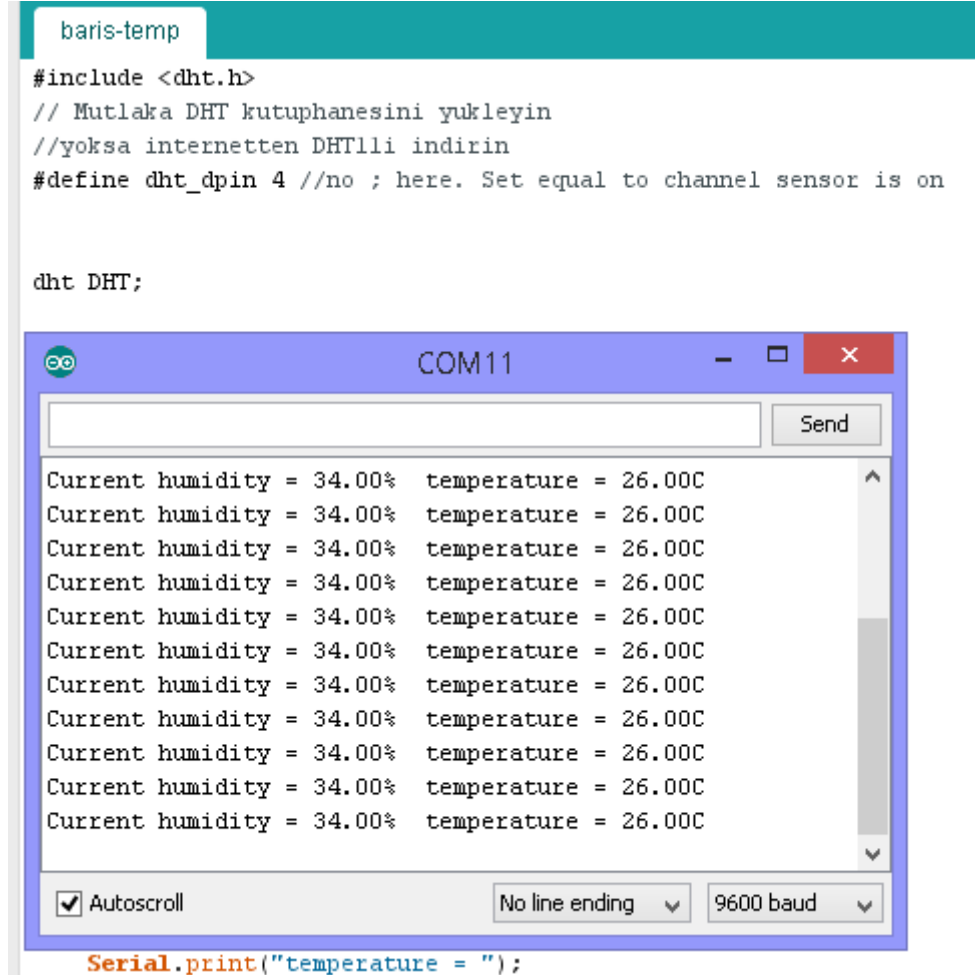 baris-temp
#include <dht.h>
// Mutlaka DHT kutuphanesini yukleyin
//yoksa internetten DHTlli indirin
#define dht_dpin 4 //no ; here. Set equal to channel sensor is on
dht DHT;
COM11
Send
Current humidity = 34.00%  temperature = 26.00C
Current humidity = 34.00%  temperature = 26.00C
Current humidity = 34.00%  temperature = 26.00C
Current humidity = 34.00%  temperature = 26.00C
Current humidity = 34.00%  temperature = 26.00C
Current humidity = 34.00%  temperature = 26.00C
Current humidity = 34.00%  temperature = 26.00C
Current humidity = 34.00%  temperature = 26.00C
Current humidity = 34.00%  temperature = 26.00C
Current humidity = 34.00%  temperature = 26.00C
Current humidity = 34.00%  temperature = 26.00C
Autoscroll No line ending 9600 baud
Serial.print("temperature = ");